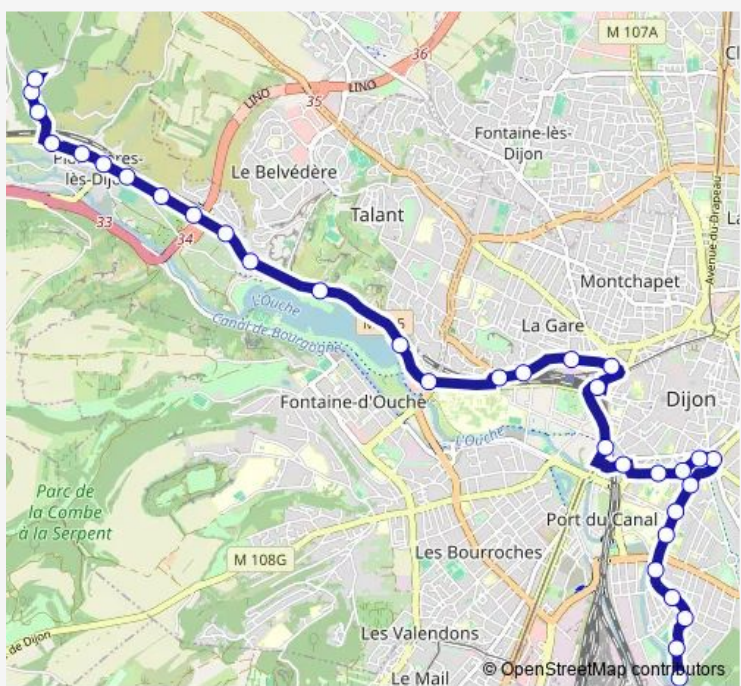 M 107A
36
LINO
LINO
35
Fontaine-lès-
Dijon
Le Belvédère
lès-Dijon
33
34
Talant
Avenue du Drapeau
Montchapet
L'Ouche
Canal de Bourgogne
La Gare
Fontaine-d'Ouche
Dijon
L'Ouche
Parc de
la Combe
à la Serpent
Port du Canal
M 108G
Les Bourroches
de Dijon
Les Valendons
Le Mail
© OpenStreetMap contributors